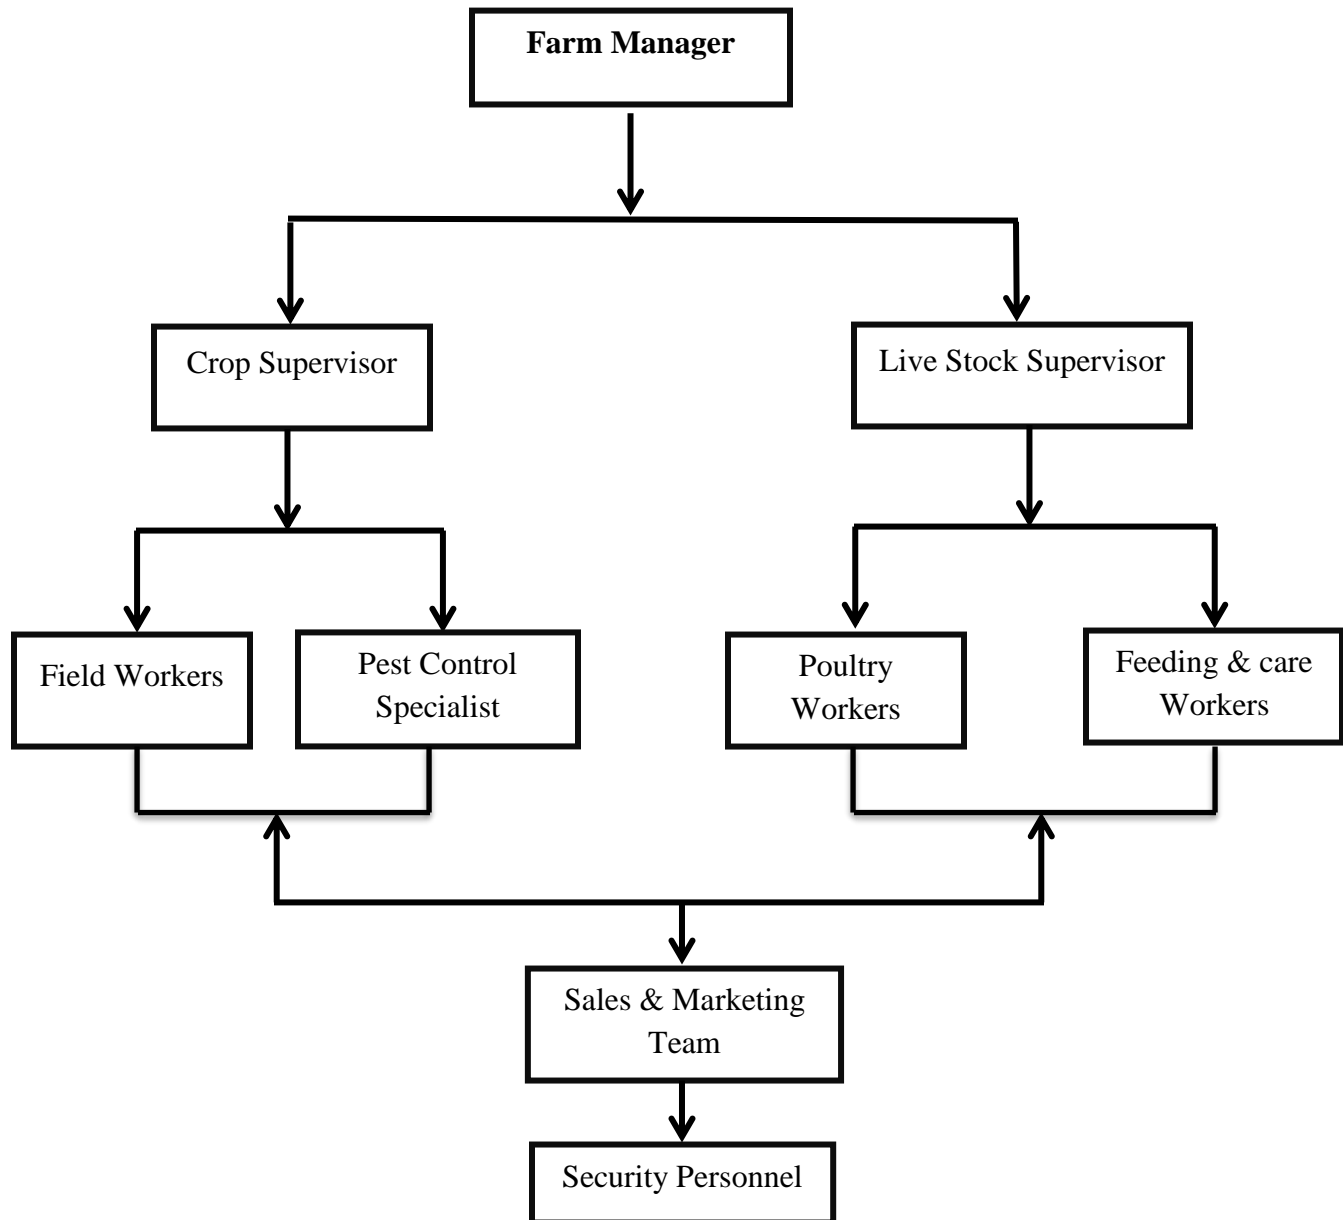 Farm Manager
Crop Supervisor
Live Stock Supervisor
Field Workers
Pest Control
Specialist
Poultry
Workers
Feeding & care
Workers
Sales & Marketing
Team
Security Personnel